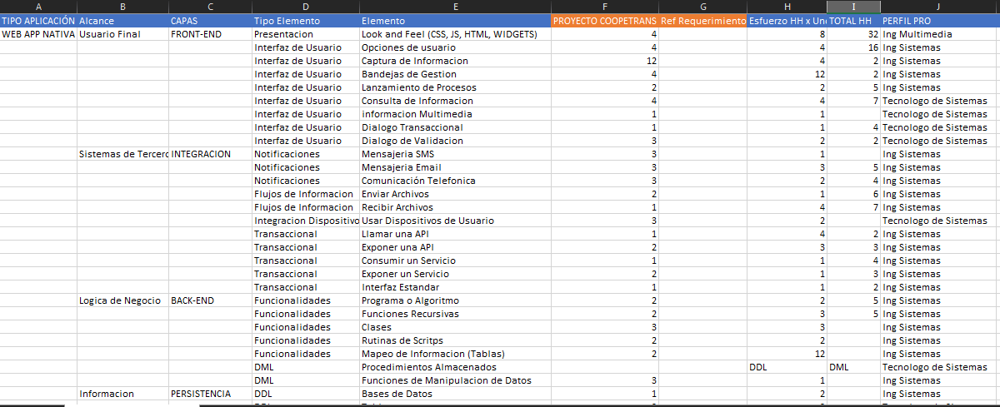 A B C D E F G H I J
TIPO APLICACIÓN Alcance CAPAS Tipo Elemento Elemento PROYECTO COOPETRANS Ref Requerimiento Esfuerzo HH x Und TOTAL HH PERFIL PRO
WEB APP NATIVA Usuario Final FRONT-END Presentacion Look and Feel (CSS, JS, HTML, WIDGETS) 4 8 32 Ing Multimedia
Interfaz de Usuario Opciones de usuario 4 4 16 Ing Sistemas
Interfaz de Usuario Captura de Informacion 12 4 2 Ing Sistemas
Interfaz de Usuario Bandejas de Gestion 4 12 2 Ing Sistemas
Interfaz de Usuario Lanzamiento de Procesos 2 2 5 Ing Sistemas
Interfaz de Usuario Consulta de Informacion 4 4 7 Tecnologo de Sistemas
Interfaz de Usuario informacion Multimedia 1 1 Tecnologo de Sistemas
Interfaz de Usuario Dialogo Transaccional 1 1 4 Tecnologo de Sistemas
Interfaz de Usuario Dialogo de Validacion 3 2 2 Tecnologo de Sistemas
Sistemas de Tercero INTEGRACION Notificaciones Mensajeria SMS 3 1 Ing Sistemas
Notificaciones Mensajeria Email 3 3 5 Ing Sistemas
Notificaciones Comunicación Telefonica 3 2 4 Ing Sistemas
Flujos de Informacion Enviar Archivos 2 1 6 Ing Sistemas
Flujos de Informacion Recibir Archivos 1 4 7 Ing Sistemas
Integracion Dispositivo Usar Dispositivos de Usuario 3 2 Tecnologo de Sistemas
Transaccional Llamar una API 1 4 2 Ing Sistemas
Transaccional Exponer una API 2 3 3 Ing Sistemas
Transaccional Consumir un Servicio 1 1 4 Ing Sistemas
Transaccional Exponer un Servicio 2 1 3 Ing Sistemas
Transaccional Interfaz Estandar 1 1 2 Ing Sistemas
Logica de Negocio BACK-END Funcionalidades Programa o Algoritmo 2 2 5 Ing Sistemas
Funcionalidades Funciones Recursivas 2 3 5 Ing Sistemas
Funcionalidades Clases 3 3 Ing Sistemas
Funcionalidades Rutinas de Scritps 2 2 Ing Sistemas
Funcionalidades Mapeo de Informacion (Tablas) 2 12 Ing Sistemas
DML Procedimientos Almacenados DDL DML Tecnologo de Sistemas
DML Funciones de Manipulacion de Datos 3 1 Ing Sistemas
Informacion PERSISTENCIA DDL Bases de Datos 1 2 Ing Sistemas